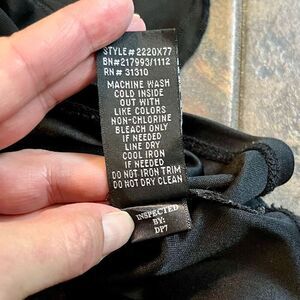 STYLE# 2220X77
BN#217993/1112
RN# 31310
MACHINE WASH
COLD INSIDE
OUT WITH
LIKE COLORS
NON-CHLORINE
BLEACH ONLY
IF NEEDED
LINE DRY
COOL IRON
IF NEEDED
DO NOT IRON TRIM
DO NOT DRY CLEAN
INSPECTED
BY:
DP7